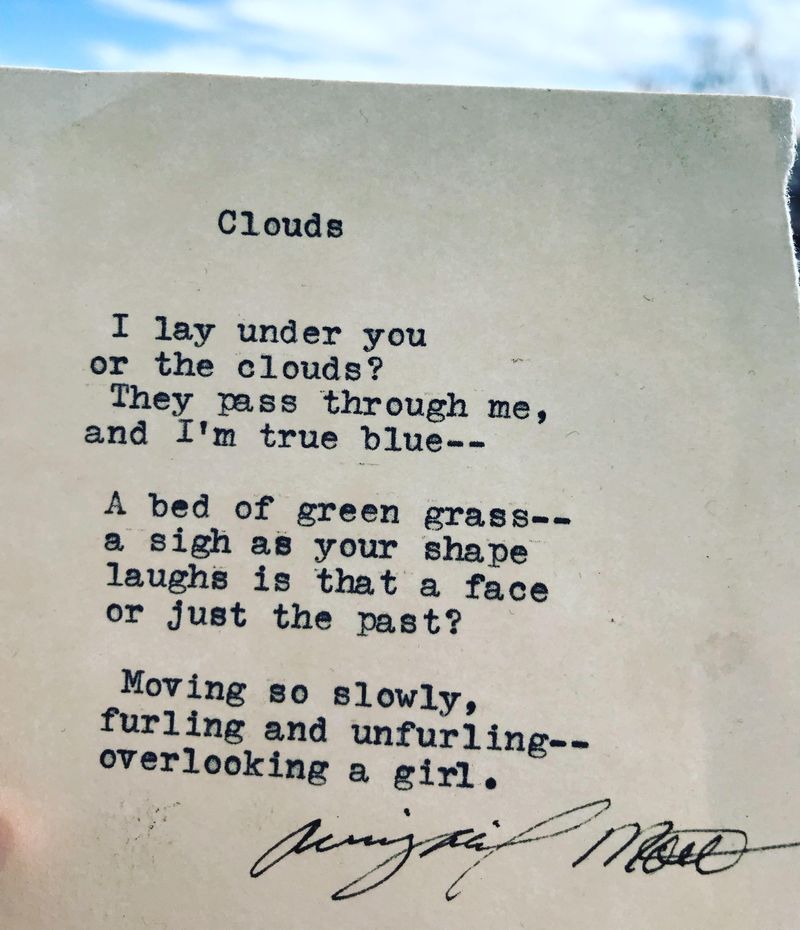 Clouds
I lay under you
or the clouds?
They pass through me,
and I'm true blue--
A bed of green grass--
a sigh as your shape
laughs is that a face
or just the past?
Moving so slowly,
furling and unfurling--
overlooking a girl.